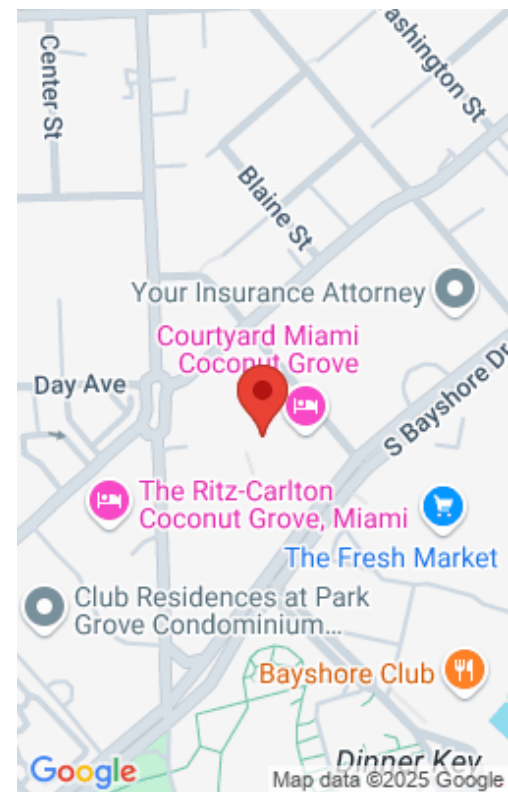 Center St
ashington St
Blaine St
Your Insurance Attorney
Courtyard Miami
Coconut Grove
Day Ave
S Bayshore Dr
The Ritz-Carlton
Coconut Grove, Miami
The Fresh Market
Club Residences at Park
Grove Condominium...
Bayshore Club
Dinner Key
Google
Map data ©2025 Google